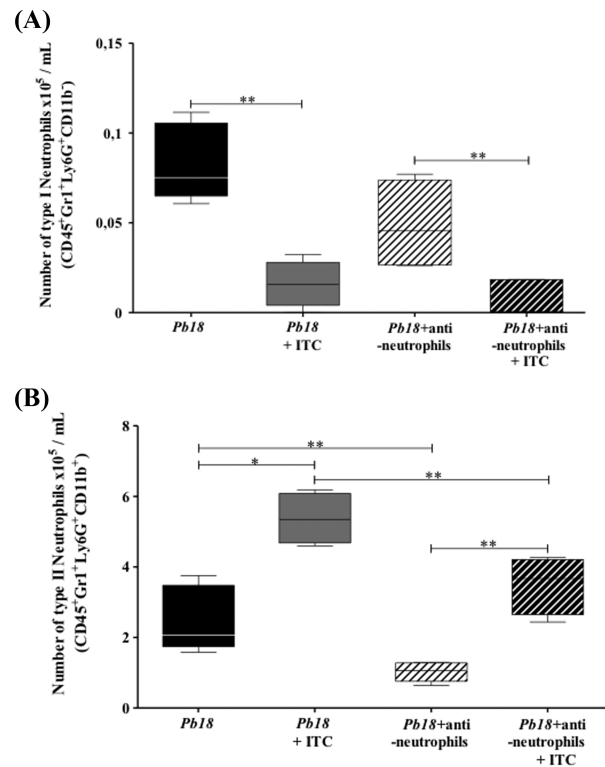 (A)
Number of type I Neutrophils x10⁵ / mL
(CD45⁺Gr1⁺Ly6G⁺CD11b⁻)
0,15
0,1
0,05
0
**
**
Pb18
Pb18
+ ITC
Pb18+anti
-neutrophils
Pb18+anti
-neutrophils
+ ITC
(B)
Number of type II Neutrophils x10⁵ / mL
(CD45⁺Gr1⁺Ly6G⁺CD11b⁺)
8
6
4
2
0
**
*
**
**
Pb18
Pb18
+ ITC
Pb18+anti
-neutrophils
Pb18+anti
-neutrophils
+ ITC